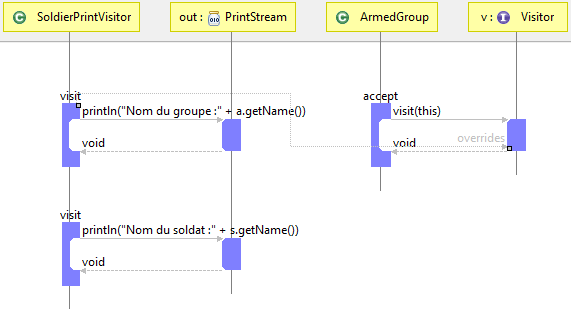 SoldierPrintVisitor
out : PrintStream
ArmedGroup
v : Visitor
visit
accept
println("Nom du groupe :" + a.getName())
visit(this)
void
void
overrides
visit
println("Nom du soldat :" + s.getName())
void